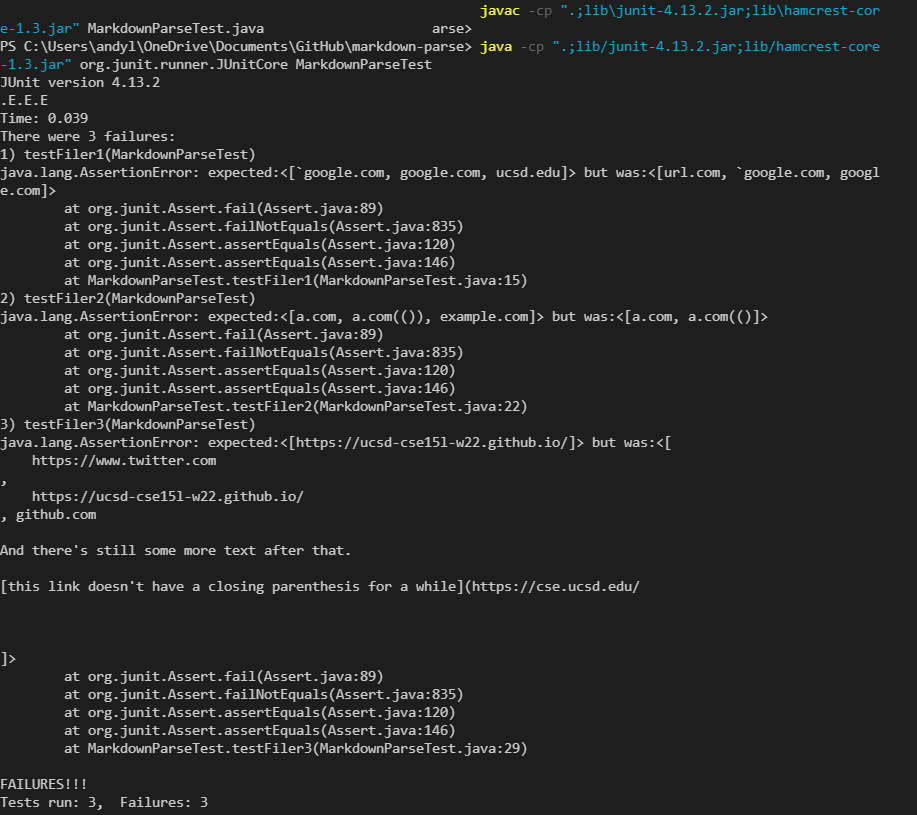 javac -cp ".;lib\junit-4.13.2.jar;lib\hamcrest-cor
e-1.3.jar" MarkdownParseTest.java arse>
PS C:\Users\andyl\OneDrive\Documents\GitHub\markdown-parse> java -cp ".;lib/junit-4.13.2.jar;lib/hamcrest-core
-1.3.jar" org.junit.runner.JUnitCore MarkdownParseTest
JUnit version 4.13.2
.E.E.E
Time: 0.039
There were 3 failures:
1) testFiler1(MarkdownParseTest)
java.lang.AssertionError: expected:<[`google.com, google.com, ucsd.edu]> but was:<[url.com, `google.com, googl
e.com]>
at org.junit.Assert.fail(Assert.java:89)
at org.junit.Assert.failNotEquals(Assert.java:835)
at org.junit.Assert.assertEquals(Assert.java:120)
at org.junit.Assert.assertEquals(Assert.java:146)
at MarkdownParseTest.testFiler1(MarkdownParseTest.java:15)
2) testFiler2(MarkdownParseTest)
java.lang.AssertionError: expected:<[a.com, a.com(()), example.com]> but was:<[a.com, a.com(()]>
at org.junit.Assert.fail(Assert.java:89)
at org.junit.Assert.failNotEquals(Assert.java:835)
at org.junit.Assert.assertEquals(Assert.java:120)
at org.junit.Assert.assertEquals(Assert.java:146)
at MarkdownParseTest.testFiler2(MarkdownParseTest.java:22)
3) testFiler3(MarkdownParseTest)
java.lang.AssertionError: expected:<[https://ucsd-cse15l-w22.github.io/]> but was:<[
https://www.twitter.com
,
https://ucsd-cse15l-w22.github.io/
, github.com
And there's still some more text after that.
[this link doesn't have a closing parenthesis for a while](https://cse.ucsd.edu/
]>
at org.junit.Assert.fail(Assert.java:89)
at org.junit.Assert.failNotEquals(Assert.java:835)
at org.junit.Assert.assertEquals(Assert.java:120)
at org.junit.Assert.assertEquals(Assert.java:146)
at MarkdownParseTest.testFiler3(MarkdownParseTest.java:29)
FAILURES!!!
Tests run: 3,  Failures: 3